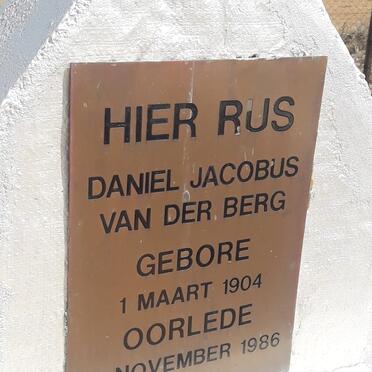 HIER RUS
DANIEL JACOBUS
VAN DER BERG
GEBORE
1 MAART 1904
OORLEDE
NOVEMBER 1986